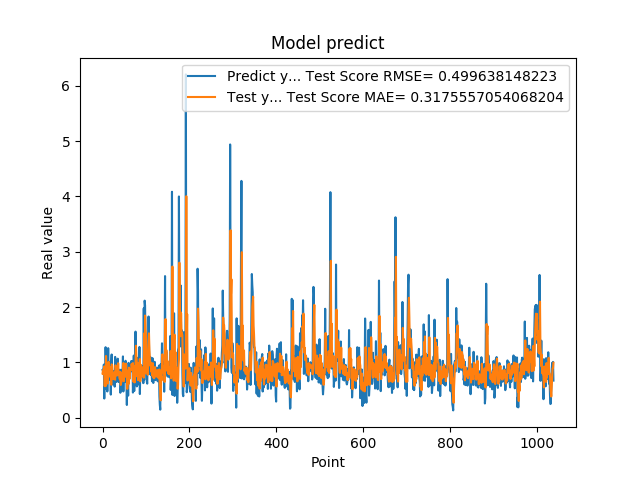 Model predict
Predict y... Test Score RMSE= 0.499638148223
Test y... Test Score MAE= 0.3175557054068204
6
5
4
3
2
1
0
Real value
0 200 400 600 800 1000
Point